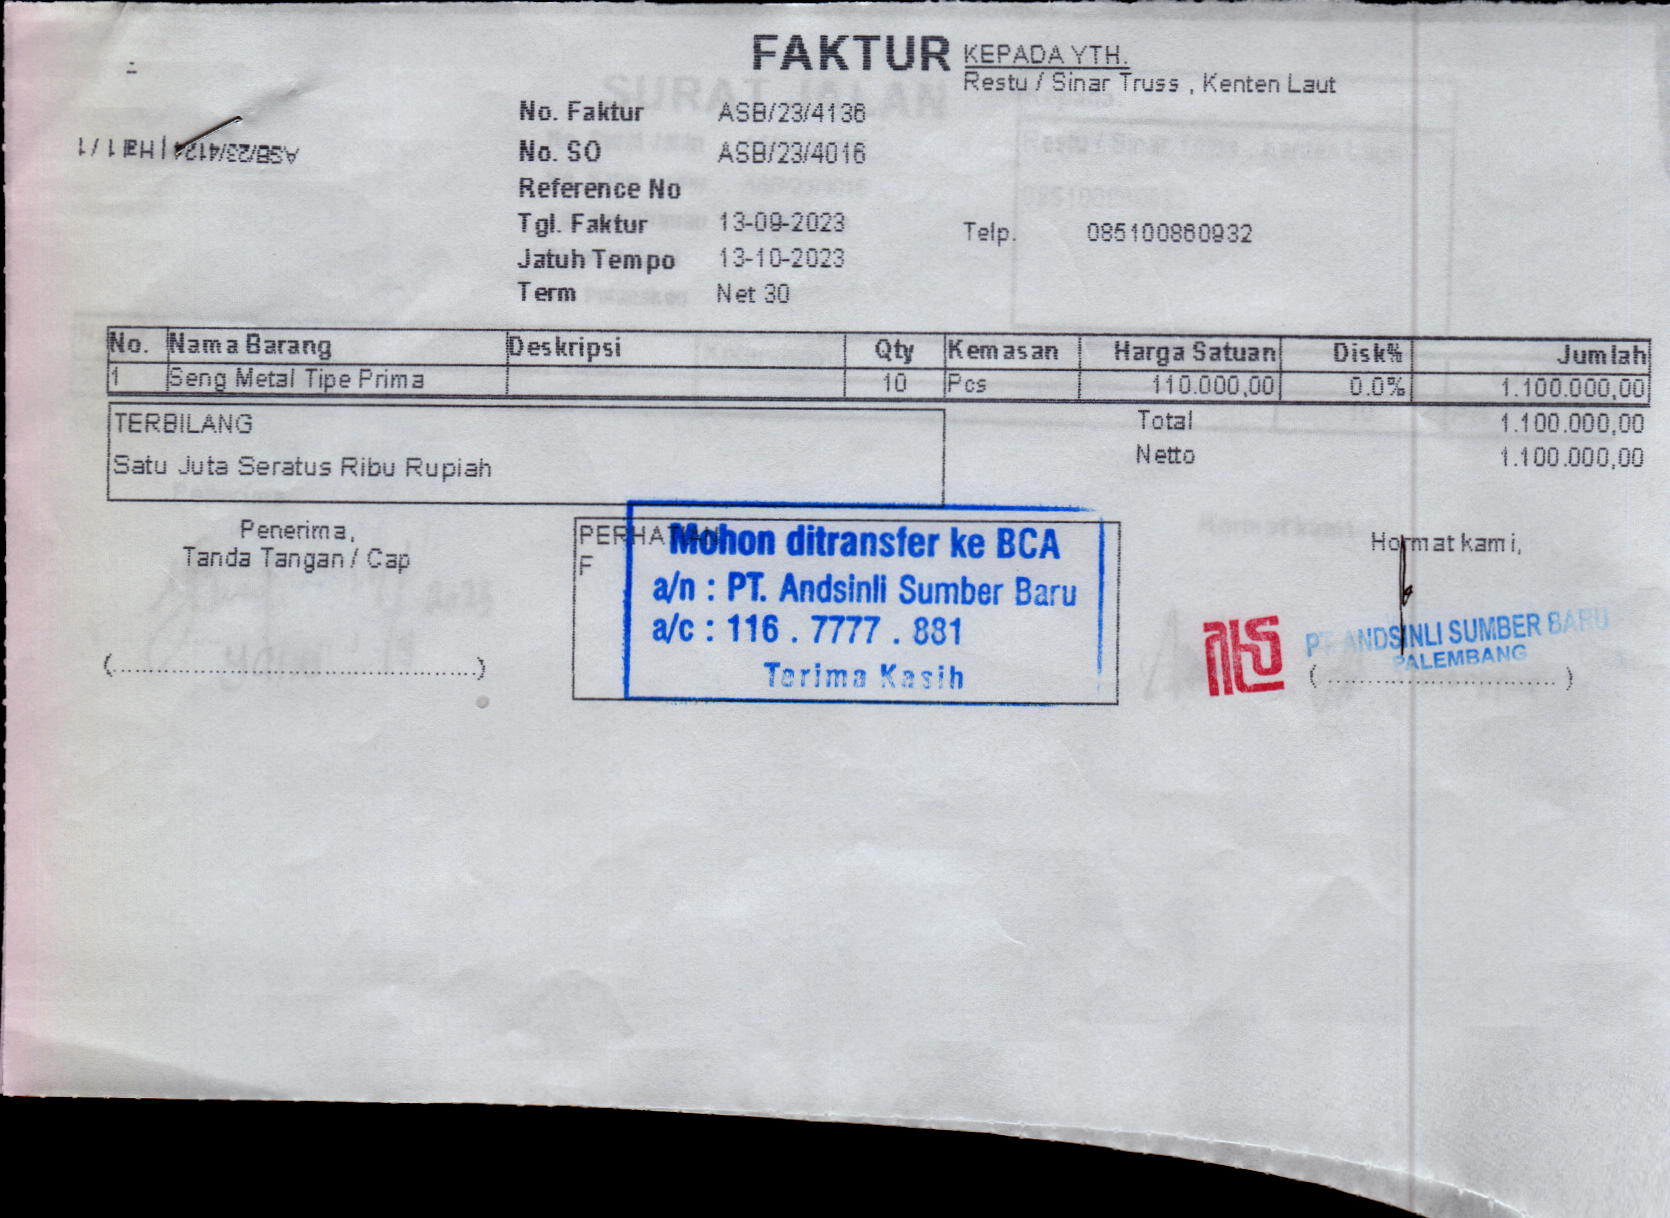 FAKTUR
KEPADA YTH.
Restu / Sinar Truss , Kenten Laut
No. Faktur ASB/23/4136
No. SO ASB/23/4016
Reference No
Tgl. Faktur 13-09-2023
Jatuh Tempo 13-10-2023
Term Net 30
Telp. 085100860932
No. Nama Barang Deskripsi Qty Kemasan Harga Satuan Disk% Jumlah
1 Seng Metal Tipe Prima 10 Pcs 110.000,00 0.0% 1.100.000,00
TERBILANG
Satu Juta Seratus Ribu Rupiah
Total 1.100.000,00
Netto 1.100.000,00
Penerima,
Tanda Tangan / Cap
(................................................)
F
Mohon ditransfer ke BCA
a/n : PT. Andsinli Sumber Baru
a/c : 116 . 7777 . 881
Terima Kasih
Hormat kami,
PT ANDSINLI SUMBER BARU
PALEMBANG
(..............................)